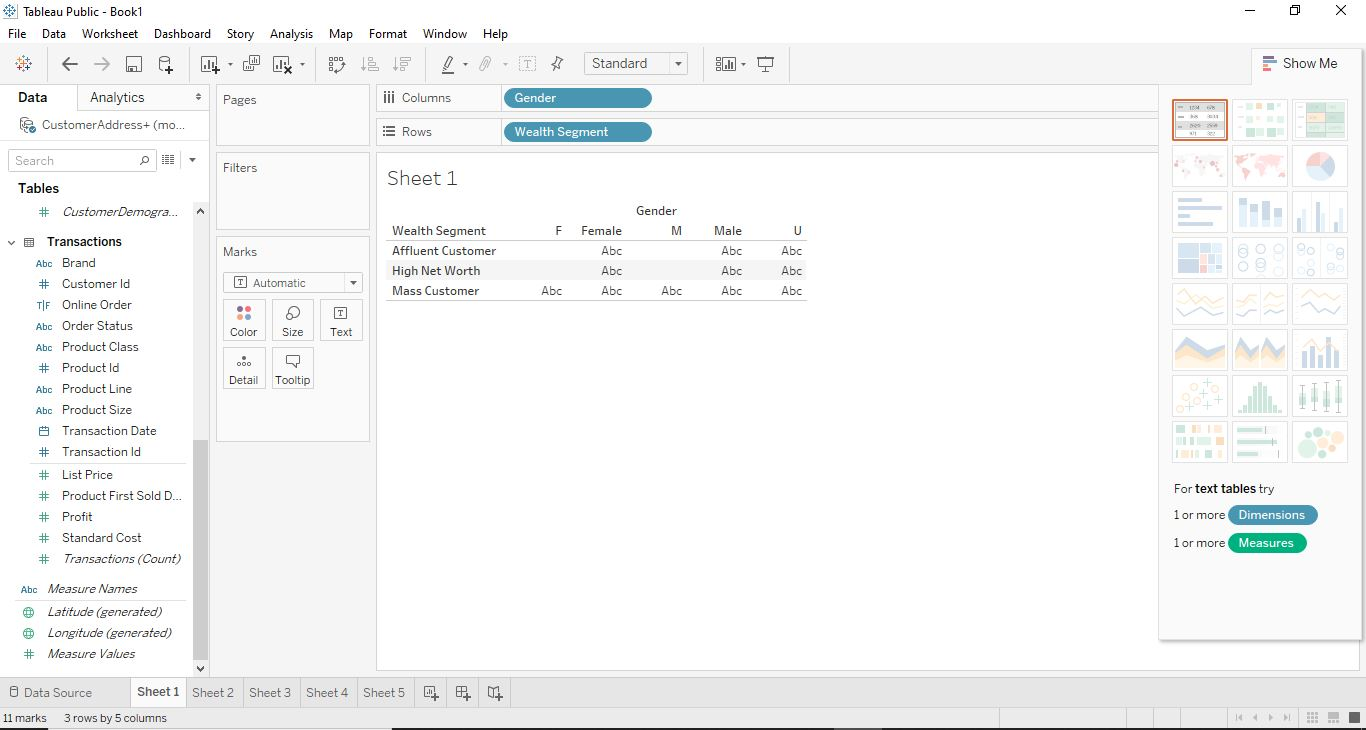 Tableau Public - Book1
File Data Worksheet Dashboard Story Analysis Map Format Window Help
Standard
Show Me
Data Analytics
CustomerAddress+ (mo...
Search
Tables
CustomerDemogra...
Transactions
Abc Brand
# Customer Id
T|F Online Order
Abc Order Status
Abc Product Class
# Product Id
Abc Product Line
Abc Product Size
Transaction Date
# Transaction Id
# List Price
# Product First Sold D...
# Profit
# Standard Cost
# Transactions (Count)
Abc Measure Names
Latitude (generated)
Longitude (generated)
# Measure Values
Pages
Filters
Marks
T Automatic
Color Size Text
Detail Tooltip
Columns Gender
Rows Wealth Segment
Sheet 1
Gender
Wealth Segment F Female M Male U
Affluent Customer Abc Abc Abc
High Net Worth Abc Abc Abc
Mass Customer Abc Abc Abc Abc Abc
For text tables try
1 or more Dimensions
1 or more Measures
Data Source Sheet 1 Sheet 2 Sheet 3 Sheet 4 Sheet 5
11 marks 3 rows by 5 columns